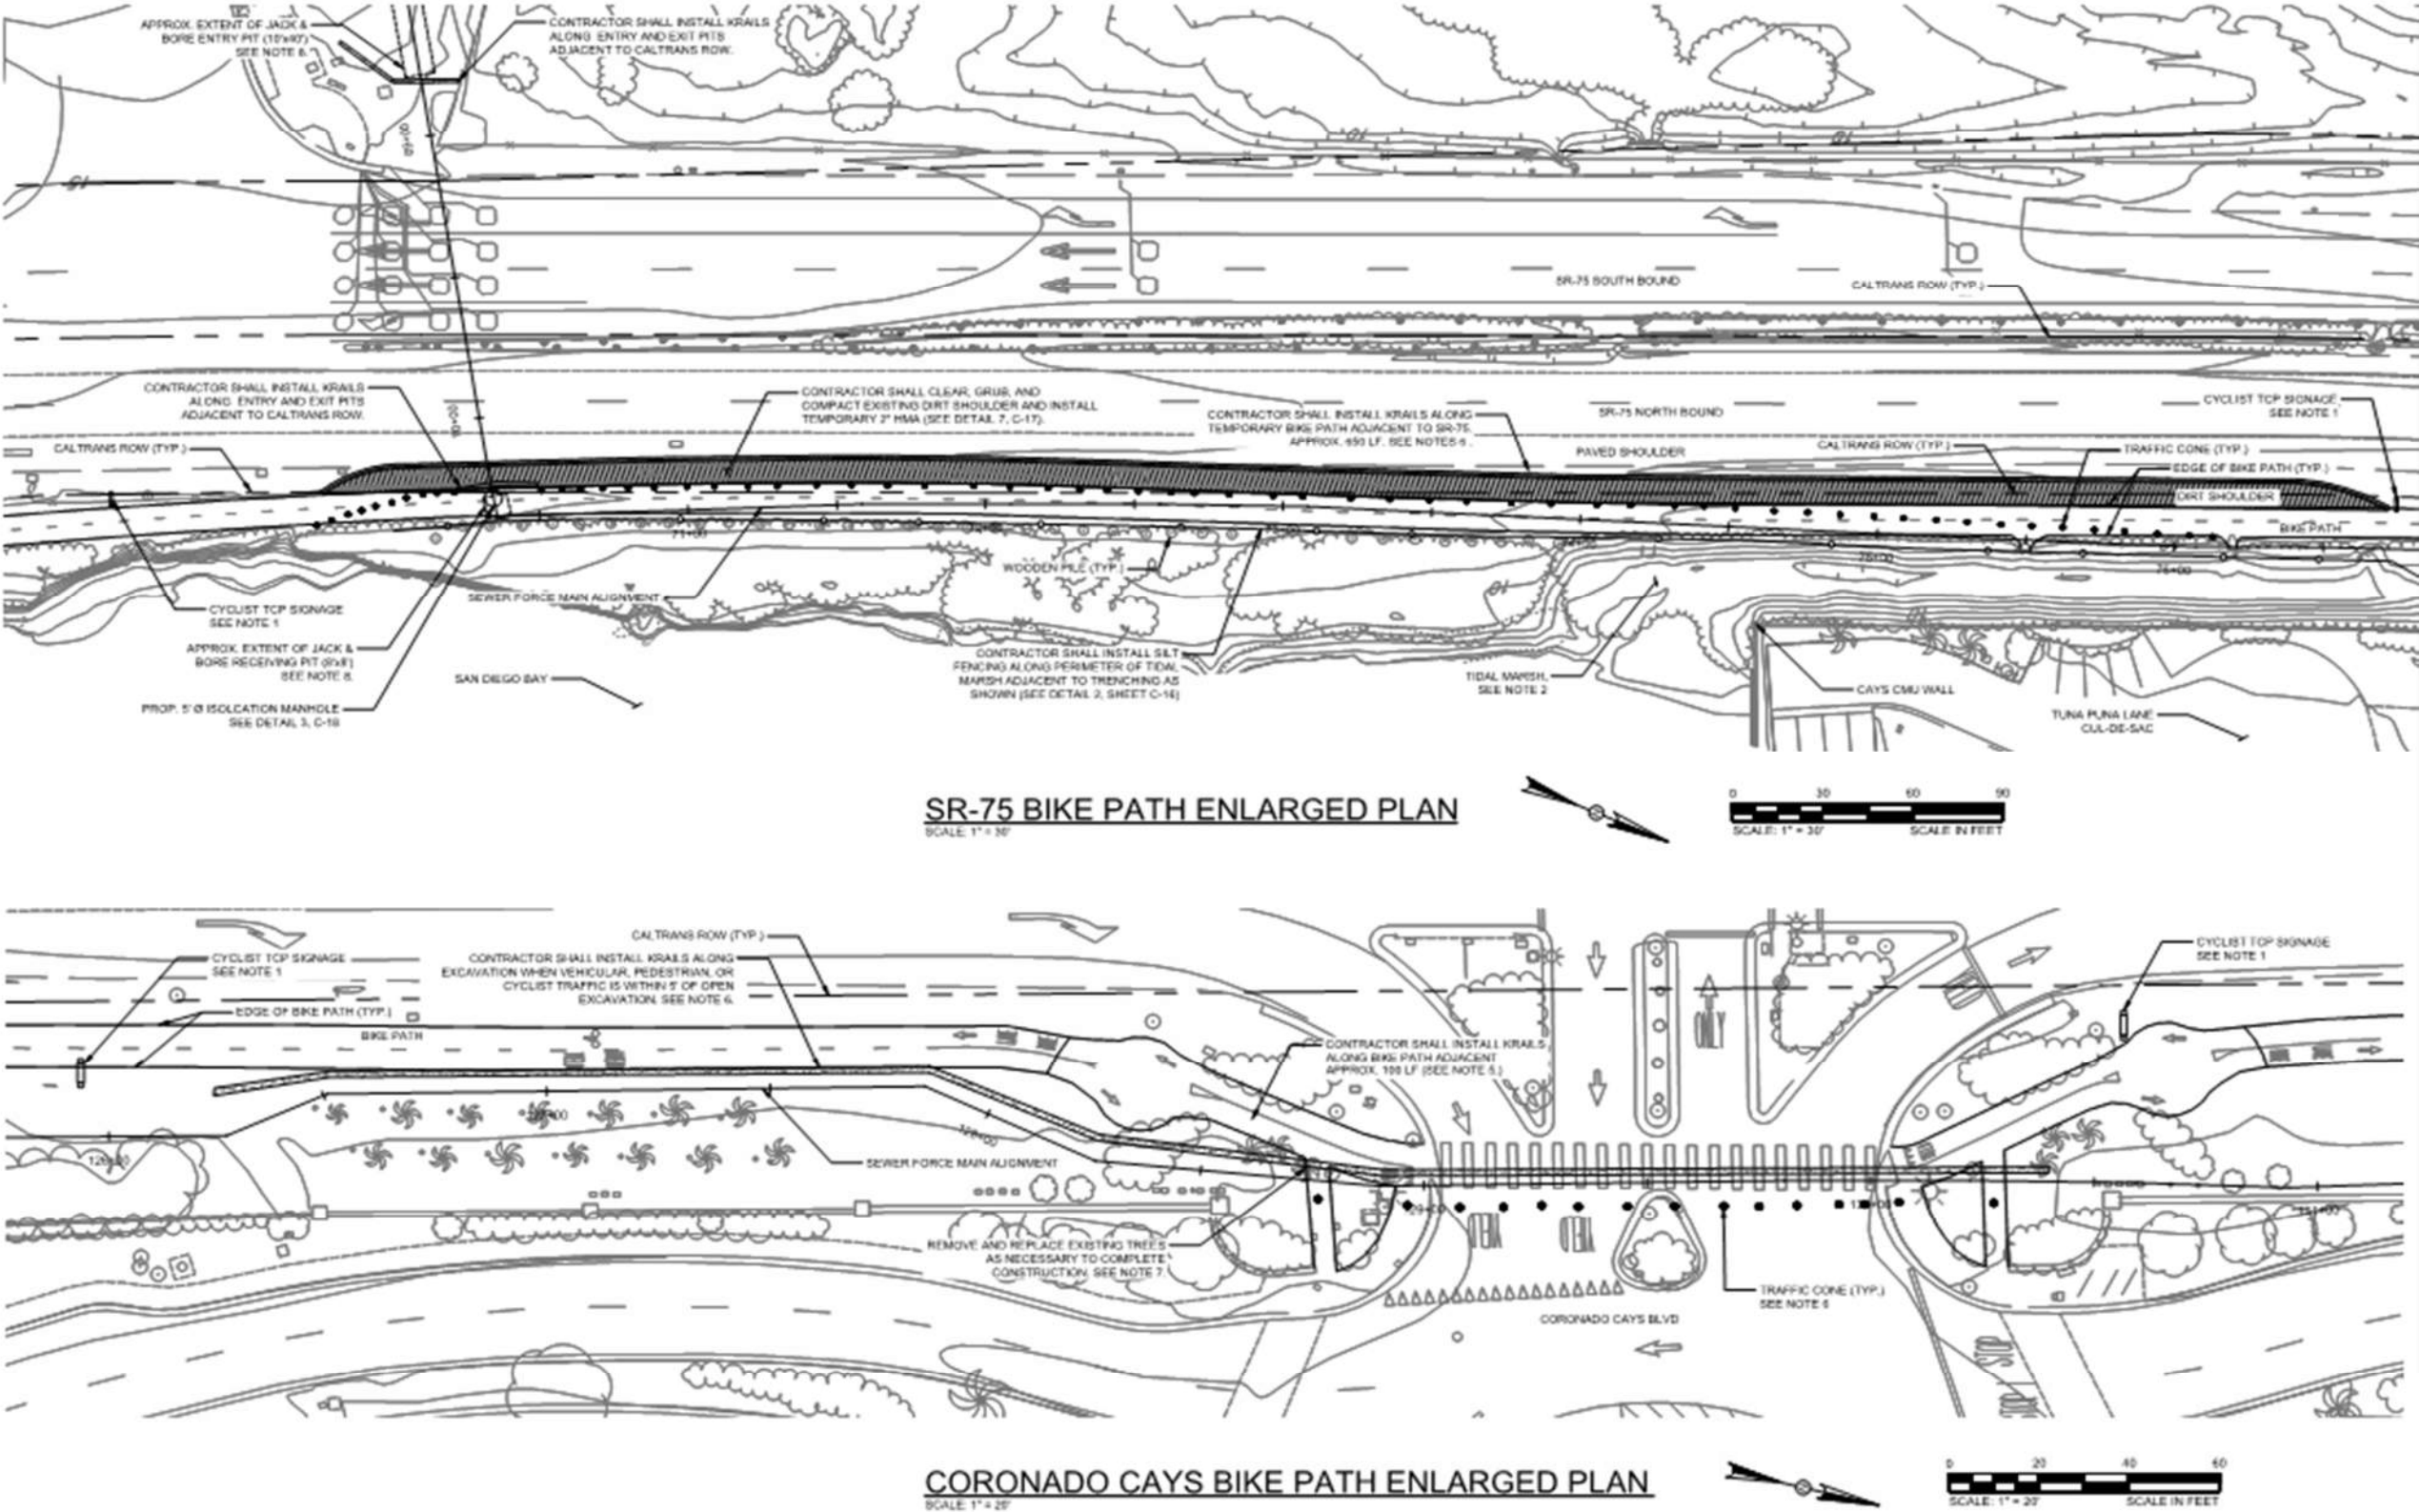 APPROX. EXTENT OF JACK &
BORE ENTRY PIT (10'x40')
SEE NOTE 8.
CONTRACTOR SHALL INSTALL KRAILS
ALONG ENTRY AND EXIT PITS
ADJACENT TO CALTRANS ROW.
SR-75 SOUTH BOUND
CALTRANS ROW (TYP.)
CONTRACTOR SHALL INSTALL KRAILS
ALONG ENTRY AND EXIT PITS
ADJACENT TO CALTRANS ROW.
CONTRACTOR SHALL CLEAR, GRUB, AND
COMPACT EXISTING DIRT SHOULDER AND INSTALL
TEMPORARY 2" HMA (SEE DETAIL 7, C-17).
CONTRACTOR SHALL INSTALL KRAILS ALONG
TEMPORARY BIKE PATH ADJACENT TO SR-75.
APPROX. 650 LF. SEE NOTES
SR-75 NORTH BOUND
CYCLIST TCP SIGNAGE
SEE NOTE 1
CALTRANS ROW (TYP.)
PAVED SHOULDER
CALTRANS ROW (TYP.)
TRAFFIC CONE (TYP.)
EDGE OF BIKE PATH (TYP.)
DIRT SHOULDER
BIKE PATH
71+00
75+00
76+00
WOODEN PILE (TYP.)
SEWER FORCE MAIN ALIGNMENT
CYCLIST TCP SIGNAGE
SEE NOTE 1
APPROX. EXTENT OF JACK &
BORE RECEIVING PIT (8'x8')
SEE NOTE 8.
PROP. 5' Ø ISOLCATION MANHOLE
SEE DETAIL 3, C-18
SAN DIEGO BAY
CONTRACTOR SHALL INSTALL SILT
FENCING ALONG PERIMETER OF TIDAL
MARSH ADJACENT TO TRENCHING AS
SHOWN (SEE DETAIL 2, SHEET C-16)
TIDAL MARSH,
SEE NOTE 2
CAYS CMU WALL
TUNA PUNA LANE
CUL-DE-SAC
SR-75 BIKE PATH ENLARGED PLAN
SCALE: 1" = 30'
0 30 60 90
SCALE: 1" = 30' SCALE IN FEET
CALTRANS ROW (TYP.)
CYCLIST TCP SIGNAGE
SEE NOTE 1
CONTRACTOR SHALL INSTALL KRAILS ALONG
EXCAVATION WHEN VEHICULAR, PEDESTRIAN, OR
CYCLIST TRAFFIC IS WITHIN 5' OF OPEN
EXCAVATION. SEE NOTE 6.
CYCLIST TCP SIGNAGE
SEE NOTE 1
EDGE OF BIKE PATH (TYP.)
BIKE PATH
ONLY
CONTRACTOR SHALL INSTALL KRAILS
ALONG BIKE PATH ADJACENT
APPROX. 100 LF (SEE NOTE 5.)
SEWER FORCE MAIN ALIGNMENT
REMOVE AND REPLACE EXISTING TREES
AS NECESSARY TO COMPLETE
CONSTRUCTION. SEE NOTE 7.
TRAFFIC CONE (TYP.)
SEE NOTE 6
CORONADO CAYS BLVD
CORONADO CAYS BIKE PATH ENLARGED PLAN
SCALE: 1" = 20'
0 20 40 60
SCALE: 1" = 20' SCALE IN FEET